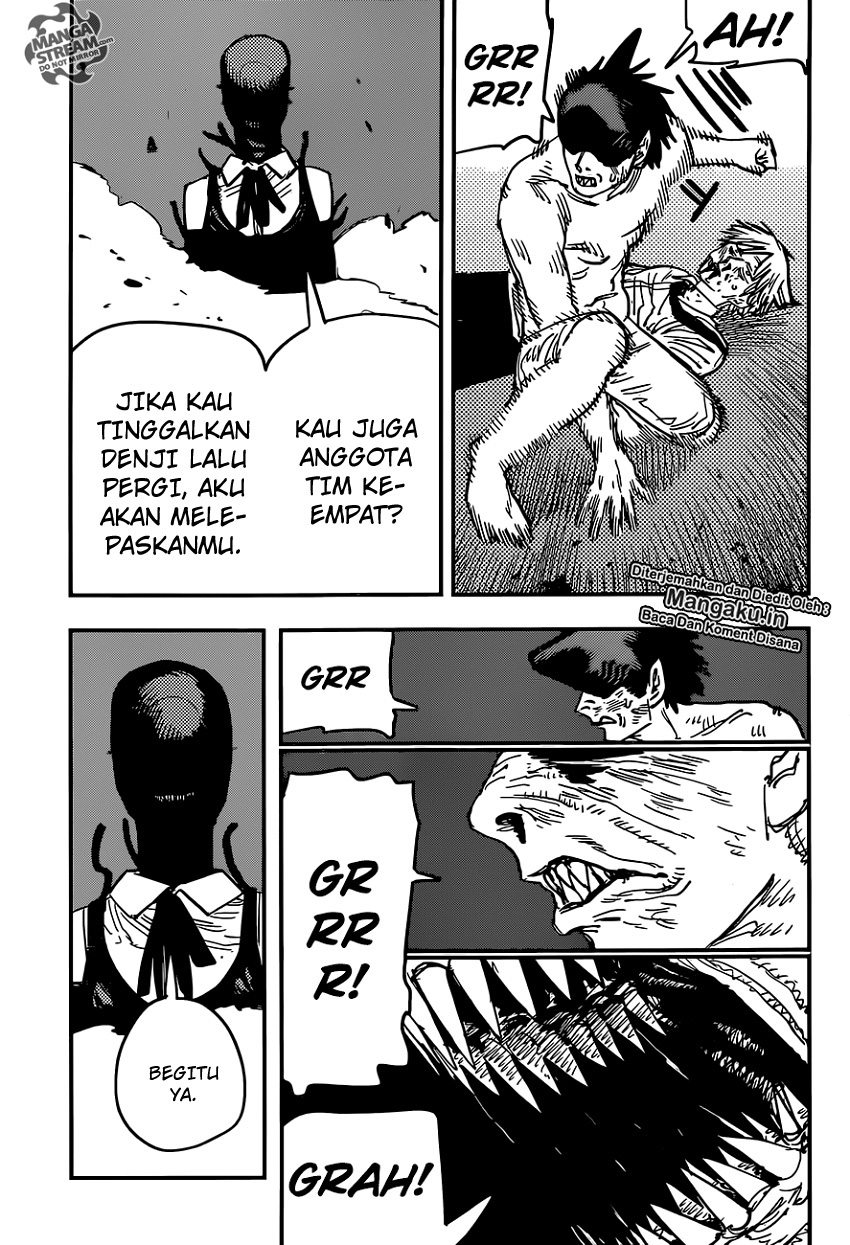 MANGA
STREAM.com
DO NOT MIRROR
AH!
GRR
RR!
KAU JUGA
ANGGOTA
TIM KE-
EMPAT?
JIKA KAU
TINGGALKAN
DENJI LALU
PERGI, AKU
AKAN MELE-
PASKANMU.
Diterjemahkan dan Diedit Oleh:
Mangaku.in
Baca Dan Koment Disana
GRR
GR
RR
R!
GRAH!
BEGITU
YA.